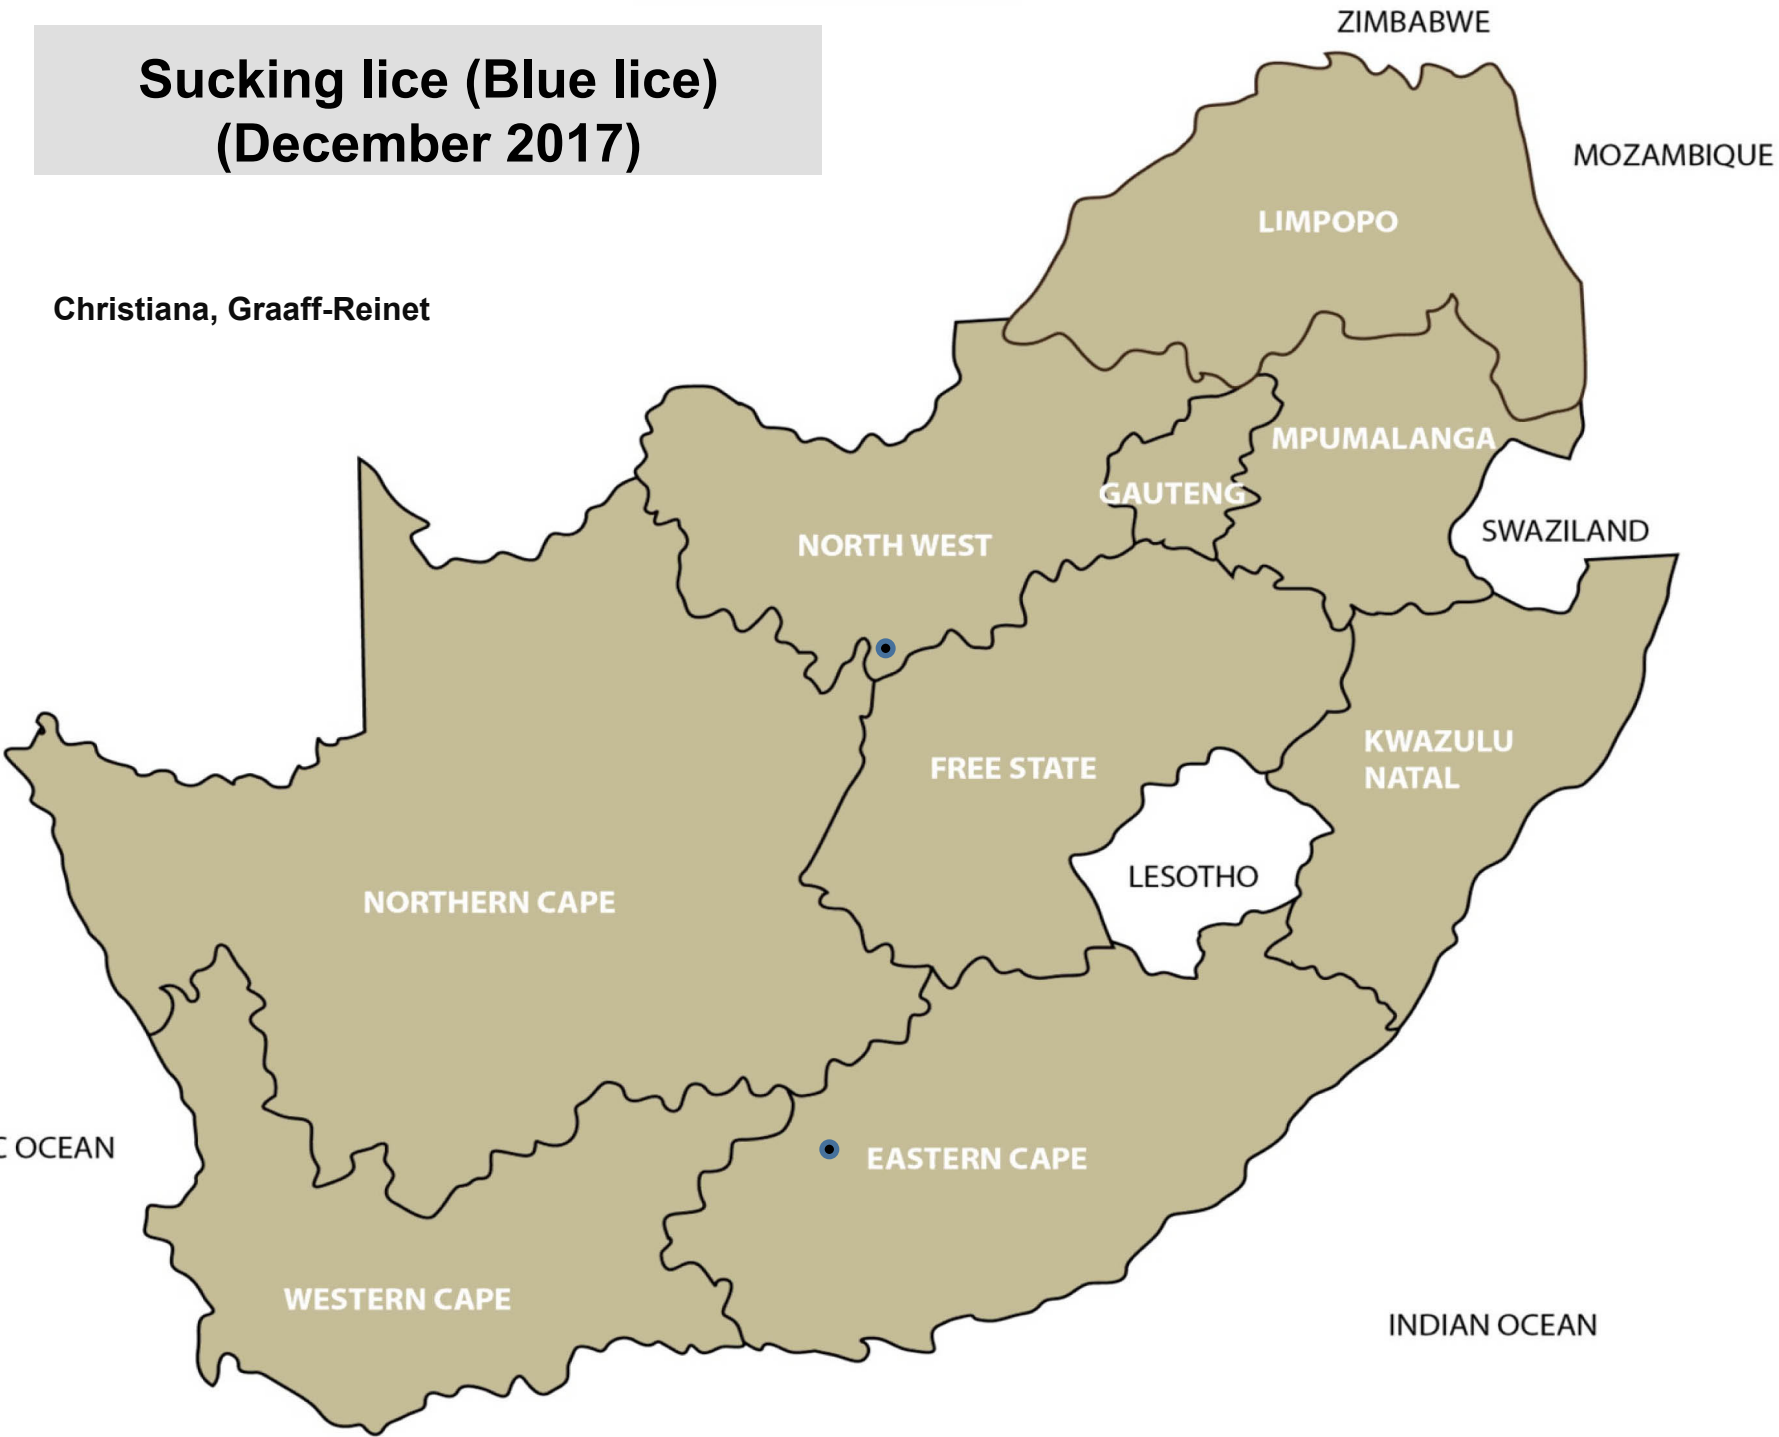 Sucking lice (Blue lice)
(December 2017)
ZIMBABWE
MOZAMBIQUE
LIMPOPO
Christiana, Graaff-Reinet
MPUMALANGA
GAUTENG
SWAZILAND
NORTH WEST
KWAZULU
NATAL
FREE STATE
LESOTHO
NORTHERN CAPE
C OCEAN
EASTERN CAPE
WESTERN CAPE
INDIAN OCEAN